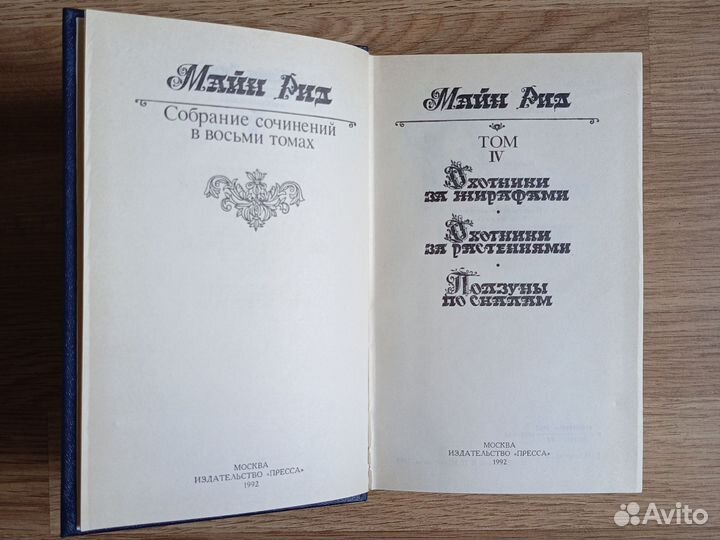 Майн Рид
Собрание сочинений
в восьми томах
МОСКВА
ИЗДАТЕЛЬСТВО «ПРЕССА»
1992
Майн Рид
ТОМ
IV
Охотники
за жирафами
Охотники
за растениями
Ползуны
по скалам
МОСКВА
ИЗДАТЕЛЬСТВО «ПРЕССА»
1992
Avito